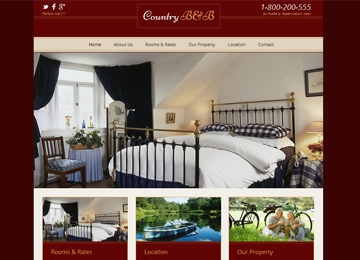 Follow Us!!!
Country B&B
1-800-200-555
to make a reservation now
Home About Us Rooms & Rates Our Property Location Contact
Rooms & Rates
Location
Our Property